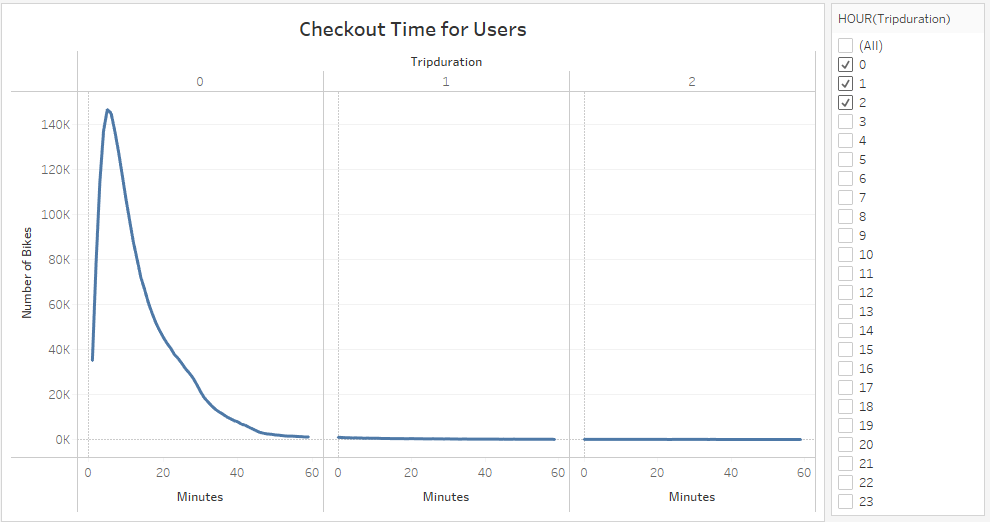 Checkout Time for Users
Tripduration
0 1 2
140K
120K
100K
80K
60K
40K
20K
0K
Number of Bikes
0 20 40 60 0 20 40 60 0 20 40 60
Minutes Minutes Minutes
HOUR(Tripduration)
(All)
0
1
2
3
4
5
6
7
8
9
10
11
12
13
14
15
16
17
18
19
20
21
22
23